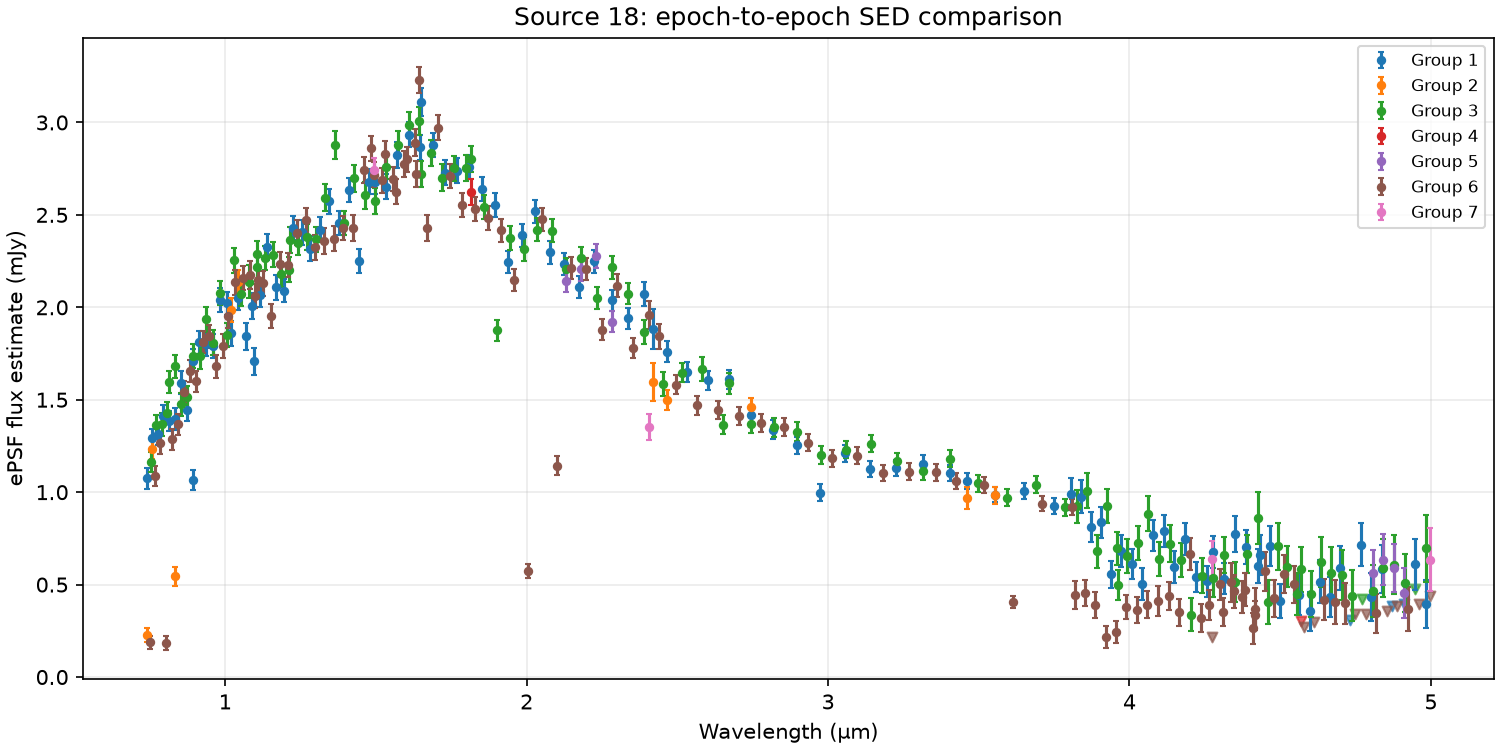 Source 18: epoch-to-epoch SED comparison
ePSF flux estimate (mJy)
3.0
2.5
2.0
1.5
1.0
0.5
0.0
1
2
3
4
5
Wavelength (μm)
Group 1
Group 2
Group 3
Group 4
Group 5
Group 6
Group 7